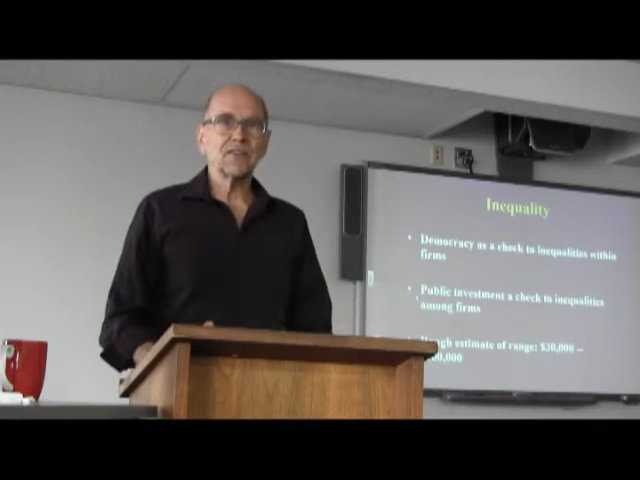 Inequality
• Democracy as a check to inequalities within
firms
• Public investment a check to inequalities
among firms
estimate of range: $30,000 –